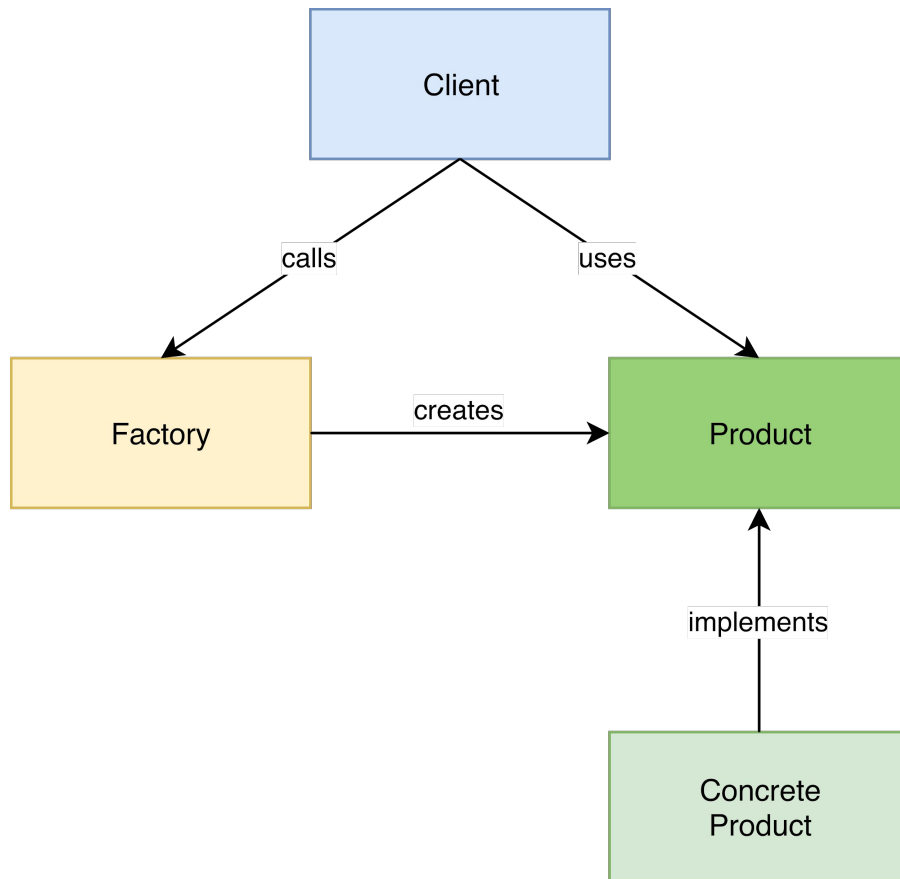 Client
calls
uses
Factory
creates
Product
implements
Concrete
Product